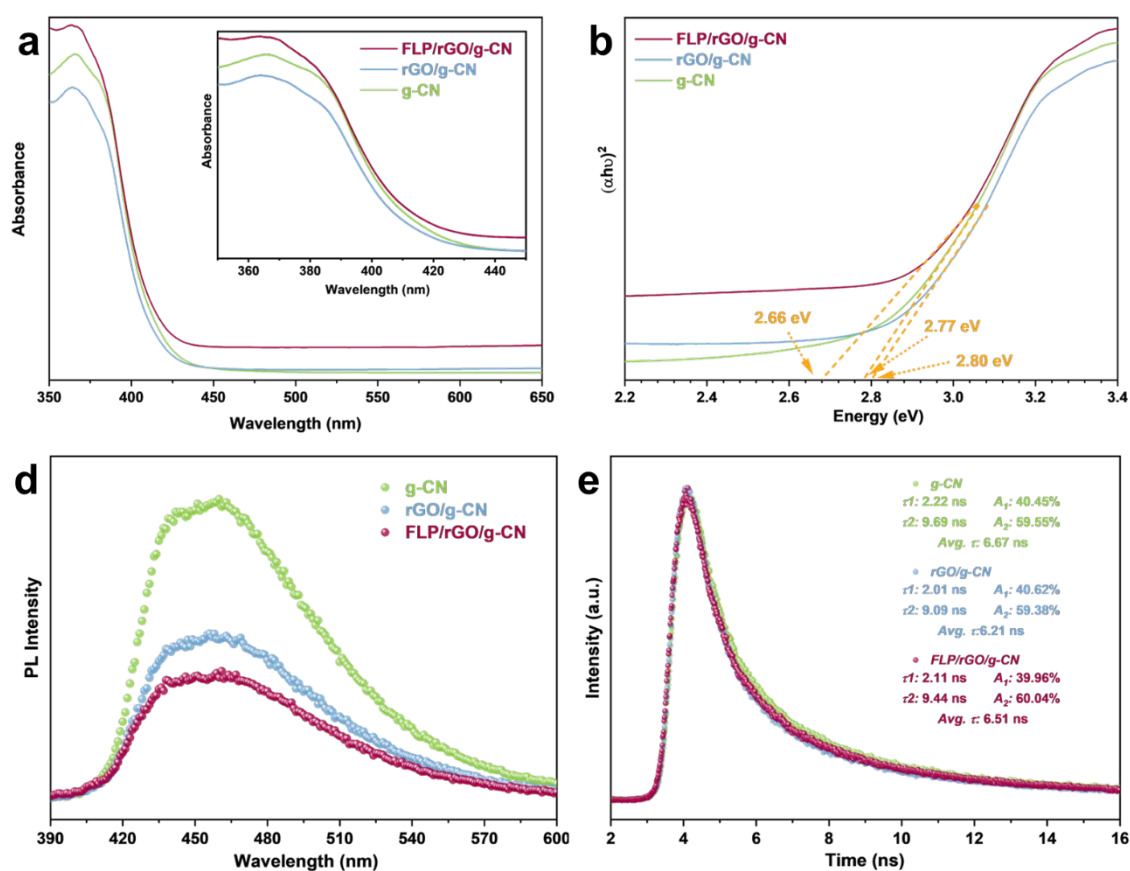 a
FLP/rGO/g-CN
rGO/g-CN
g-CN
Absorbance
360 380 400 420 440
Wavelength (nm)
Absorbance
350 400 450 500 550 600 650
Wavelength (nm)
b
FLP/rGO/g-CN
rGO/g-CN
g-CN
(αhυ)²
2.66 eV
2.77 eV
2.80 eV
2.2 2.4 2.6 2.8 3.0 3.2 3.4
Energy (eV)
d
g-CN
rGO/g-CN
FLP/rGO/g-CN
PL Intensity
390 420 450 480 510 540 570 600
Wavelength (nm)
e
g-CN
τ1: 2.22 ns A₁: 40.45%
τ2: 9.69 ns A₂: 59.55%
Avg. τ: 6.67 ns
rGO/g-CN
τ1: 2.01 ns A₁: 40.62%
τ2: 9.09 ns A₂: 59.38%
Avg. τ:6.21 ns
FLP/rGO/g-CN
τ1: 2.11 ns A₁: 39.96%
τ2: 9.44 ns A₂: 60.04%
Avg. τ: 6.51 ns
Intensity (a.u.)
2 4 6 8 10 12 14 16
Time (ns)